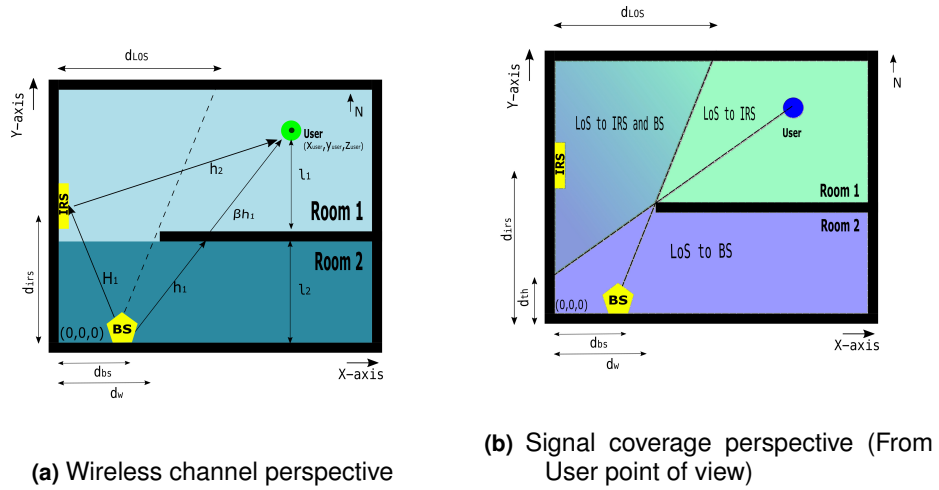 dLOS
Y-axis
N
User
(xuser,yuser,zuser)
h2
l1
IRS
βh1
Room 1
Room 2
dirs
H1
h1
l2
(0,0,0)
BS
dbs
X-axis
dw
(a) Wireless channel perspective
dLOS
Y-axis
N
LoS to IRS and BS
LoS to IRS
User
IRS
Room 1
Room 2
dirs
LoS to BS
dth
BS
(0,0,0)
dbs
X-axis
dw
(b) Signal coverage perspective (From
User point of view)